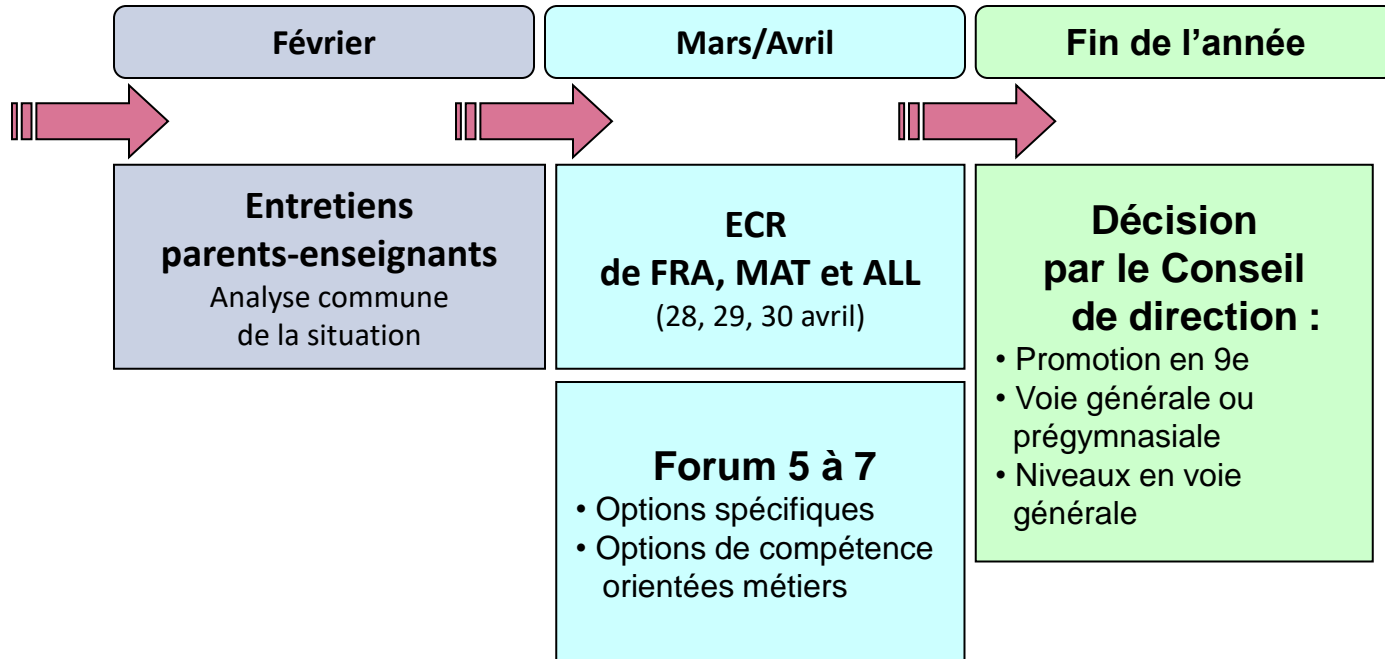 Février
Mars/Avril
Fin de l’année
Entretiens
parents-enseignants
Analyse commune
de la situation
ECR
de FRA, MAT et ALL
(28, 29, 30 avril)
Forum 5 à 7
• Options spécifiques
• Options de compétence
orientées métiers
Décision
par le Conseil
de direction :
• Promotion en 9e
• Voie générale ou
prégymnasiale
• Niveaux en voie
générale